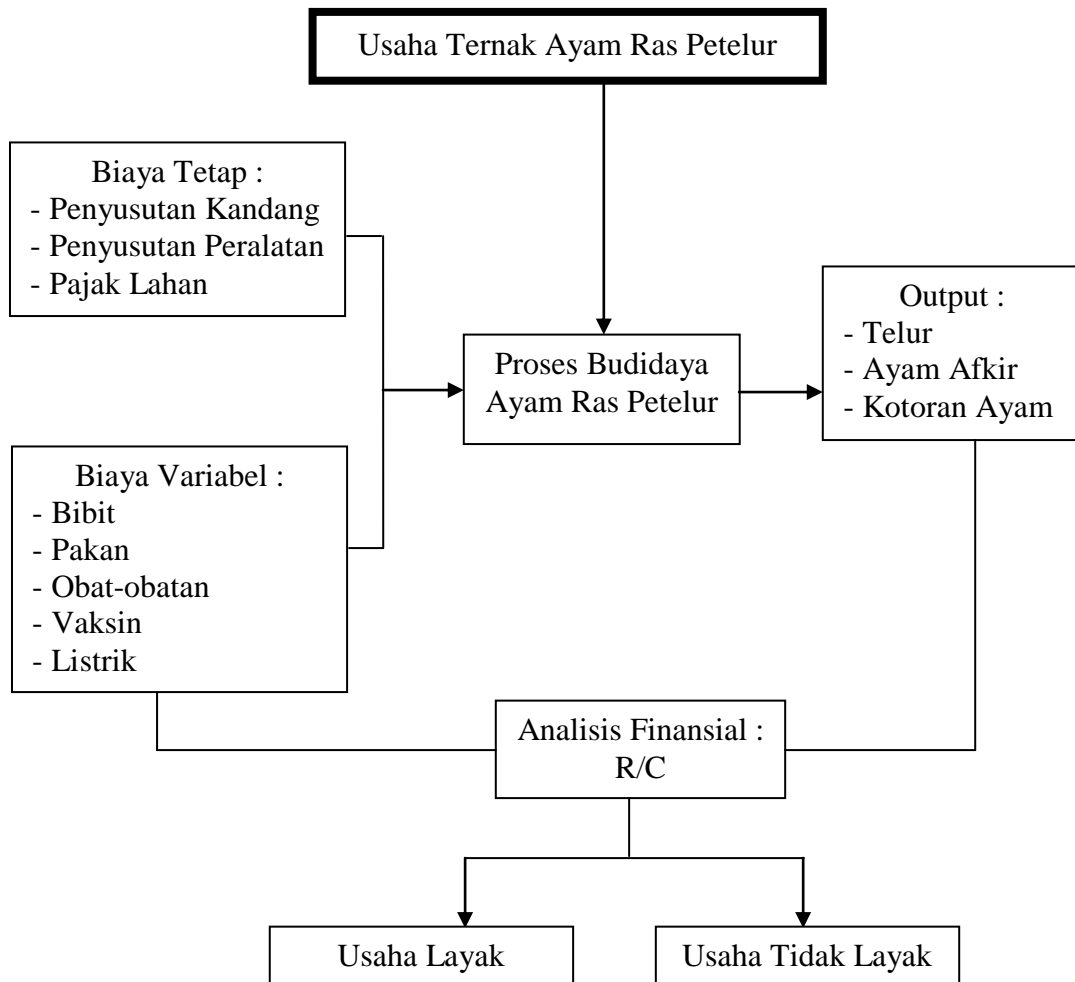 Usaha Ternak Ayam Ras Petelur
Biaya Tetap :
- Penyusutan Kandang
- Penyusutan Peralatan
- Pajak Lahan
Output :
- Telur
- Ayam Afkir
- Kotoran Ayam
Proses Budidaya
Ayam Ras Petelur
Biaya Variabel :
- Bibit
- Pakan
- Obat-obatan
- Vaksin
- Listrik
Analisis Finansial :
R/C
Usaha Layak
Usaha Tidak Layak